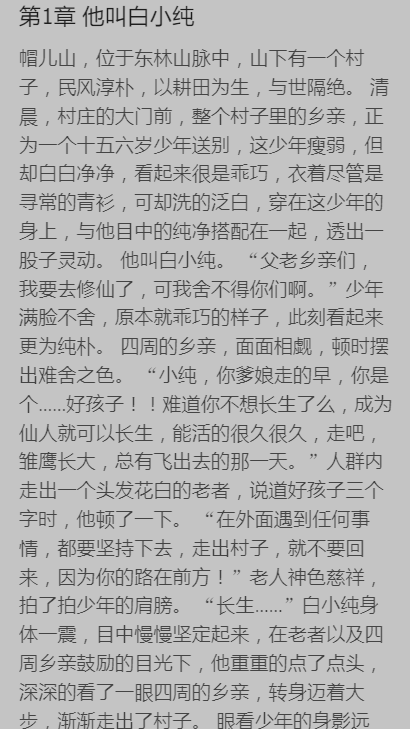 第1章 他叫白小纯
帽儿山，位于东林山脉中，山下有一个村
子，民风淳朴，以耕田为生，与世隔绝。 清
晨，村庄的大门前，整个村子里的乡亲，正
为一个十五六岁少年送别，这少年瘦弱，但
却白白净净，看起来很是乖巧，衣着尽管是
寻常的青衫，可却洗的泛白，穿在这少年的
身上，与他目中的纯净搭配在一起，透出一
股子灵动。 他叫白小纯。 “父老乡亲们，
我要去修仙了，可我舍不得你们啊。”少年
满脸不舍，原本就乖巧的样子，此刻看起来
更为纯朴。 四周的乡亲，面面相觑，顿时摆
出难舍之色。 “小纯，你爹娘走的早，你是
个……好孩子！！难道你不想长生了么，成为
仙人就可以长生，能活的很久很久，走吧，
雏鹰长大，总有飞出去的那一天。”人群内
走出一个头发花白的老者，说道好孩子三个
字时，他顿了一下。 “在外面遇到任何事
情，都要坚持下去，走出村子，就不要回
来，因为你的路在前方！”老人神色慈祥，
拍了拍少年的肩膀。 “长生……”白小纯身
体一震，目中慢慢坚定起来，在老者以及四
周乡亲鼓励的目光下，他重重的点了点头，
深深的看了一眼四周的乡亲，转身迈着大
步，渐渐走出了村子。 眼看少年的身影远